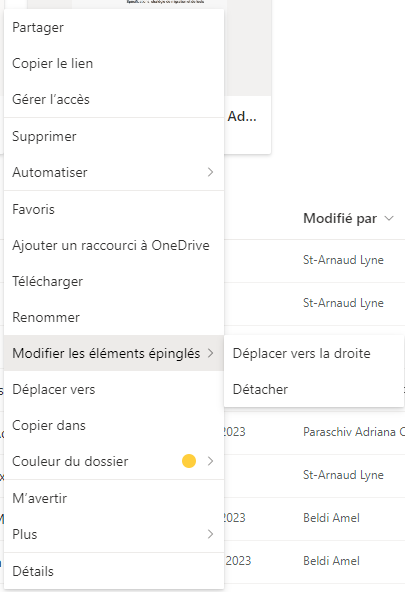 Partager
Copier le lien
Gérer l'accès
Ad...
Supprimer
Automatiser
Favoris
Modifié par
Ajouter un raccourci à OneDrive
St-Arnaud Lyne
Télécharger
St-Arnaud Lyne
Renommer
Modifier les éléments épinglés
Déplacer vers la droite
Déplacer vers
Détacher
Copier dans
2023
Paraschiv Adriana C
Couleur du dossier
St-Arnaud Lyne
M'avertir
2023
Beldi Amel
Plus
2023
Beldi Amel
Détails